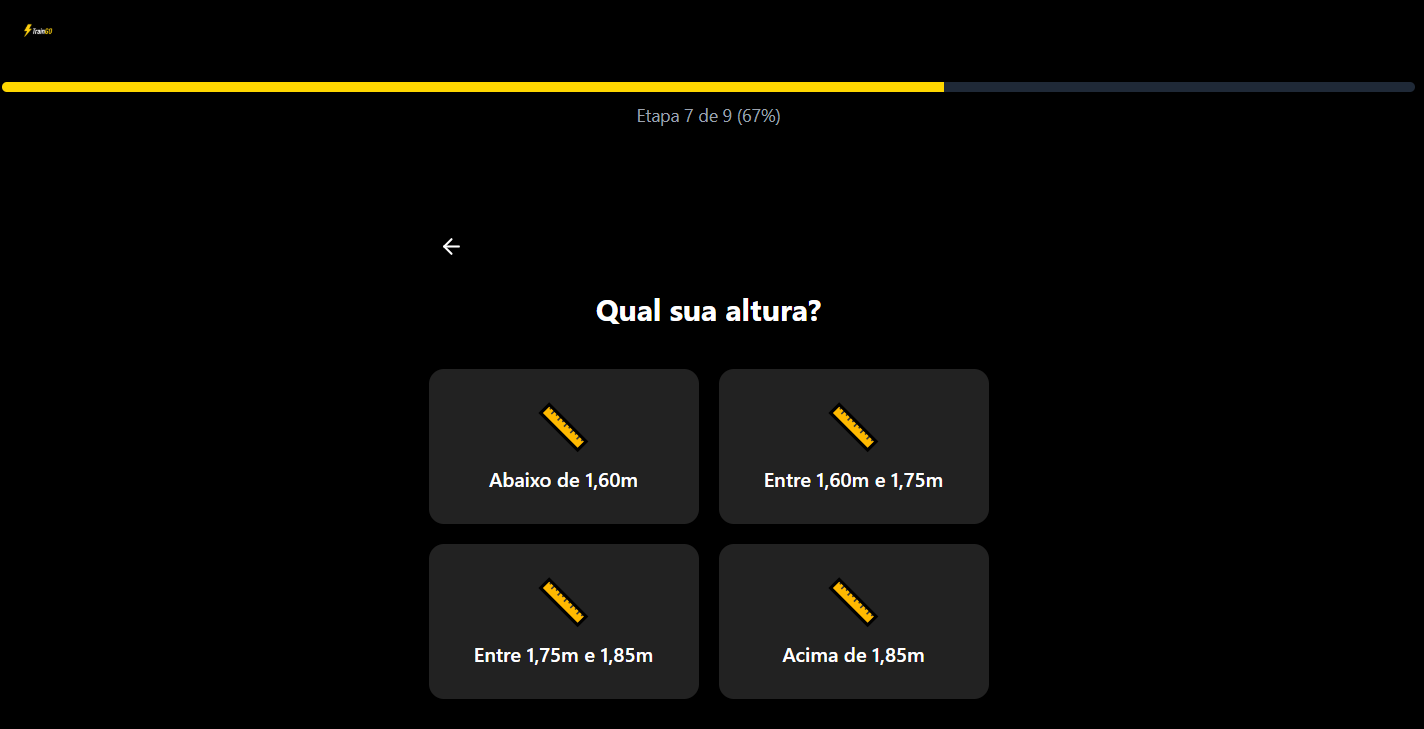 TrainGO
Etapa 7 de 9 (67%)
Qual sua altura?
Abaixo de 1,60m
Entre 1,60m e 1,75m
Entre 1,75m e 1,85m
Acima de 1,85m